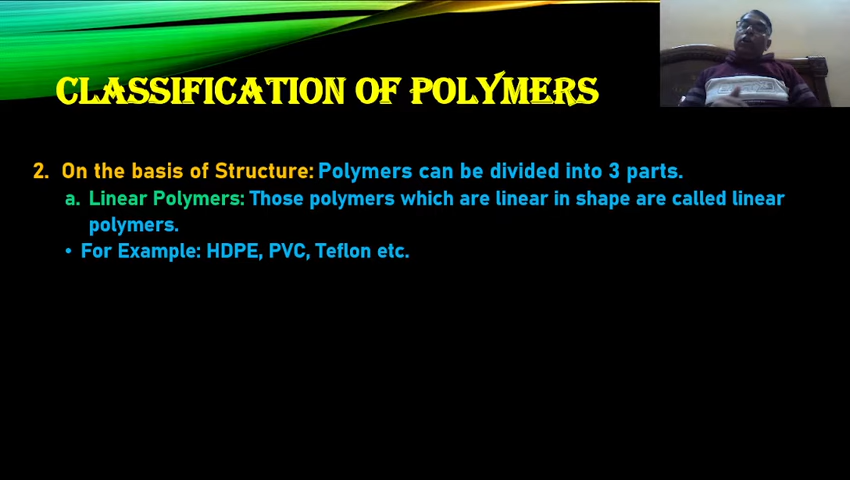 CLASSIFICATION OF POLYMERS
2. On the basis of Structure: Polymers can be divided into 3 parts.
a. Linear Polymers: Those polymers which are linear in shape are called linear
polymers.
• For Example: HDPE, PVC, Teflon etc.